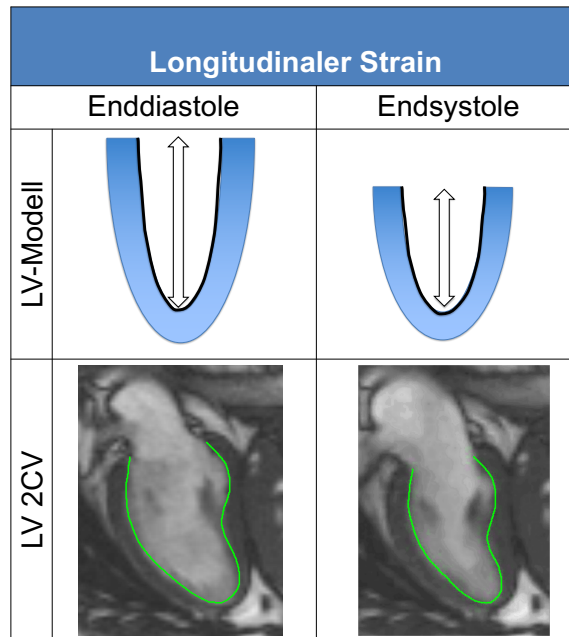 Longitudinaler Strain
Enddiastole
Endsystole
LV-Modell
LV 2CV